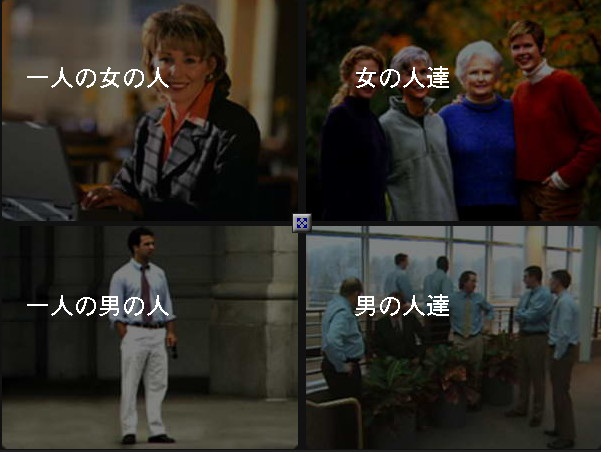 一人の女の人
女の人達
一人の男の人
男の人達